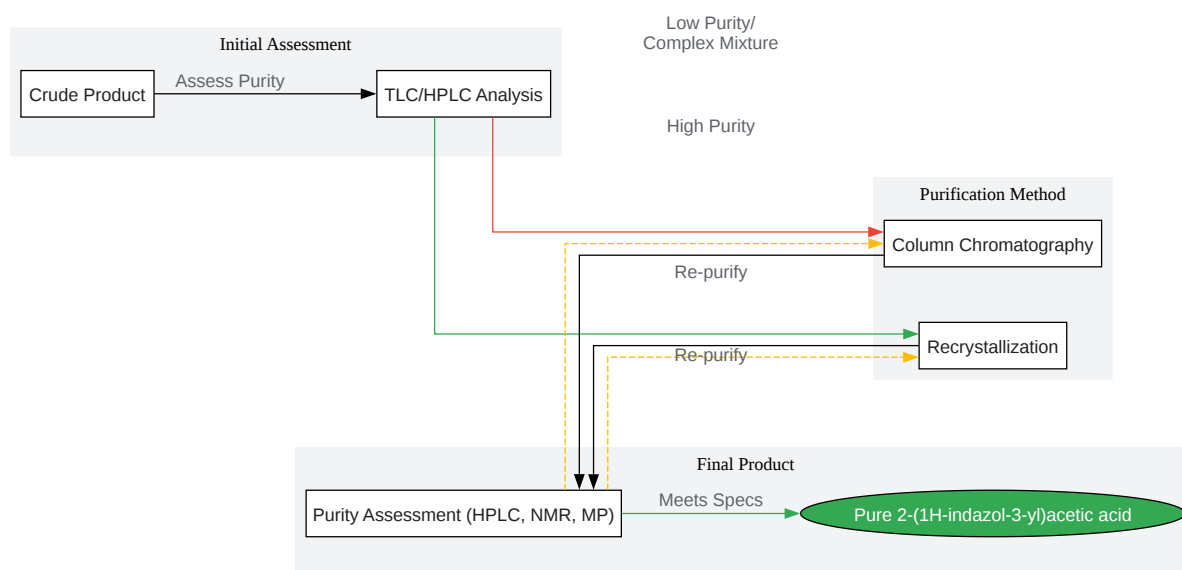 Low Purity/
Complex Mixture
Initial Assessment
Crude Product
Assess Purity
TLC/HPLC Analysis
High Purity
Purification Method
Column Chromatography
Re-purify
Recrystallization
Re-purify
Final Product
Purity Assessment (HPLC, NMR, MP)
Meets Specs
Pure 2-(1H-indazol-3-yl)acetic acid